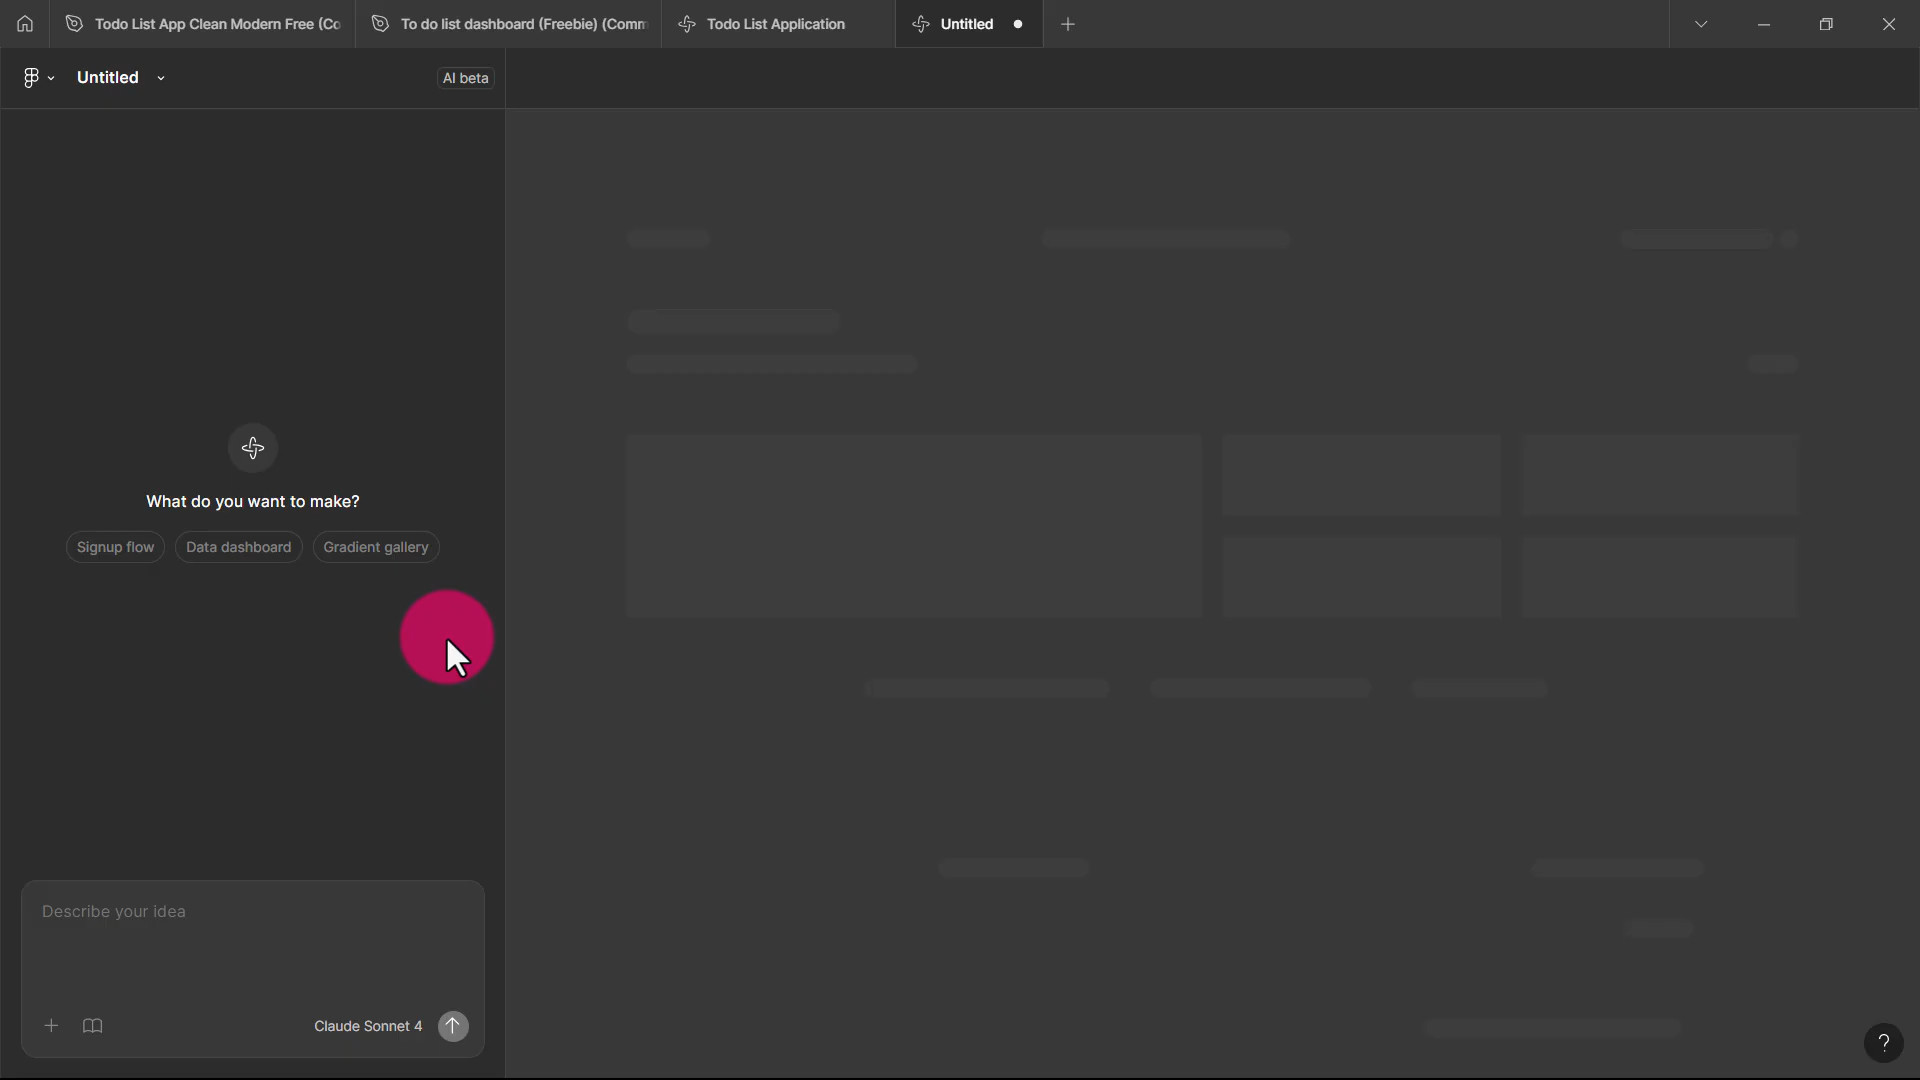 Todo List App Clean Modern Free (Co
To do list dashboard (Freebie) (Comm
Todo List Application
Untitled
Untitled
AI beta
What do you want to make?
Signup flow
Data dashboard
Gradient gallery
Describe your idea
Claude Sonnet 4
?